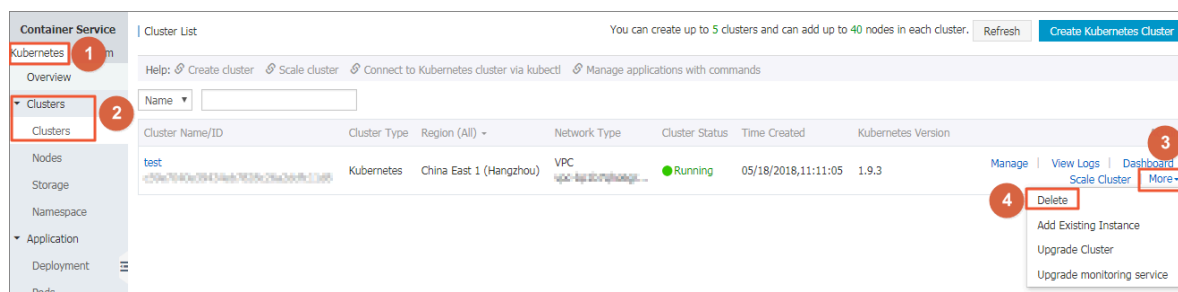 Container Service
Kubernetes
1
m
Overview
Clusters
2
Clusters
Nodes
Storage
Namespace
Application
Deployment
Pods
Cluster List
You can create up to 5 clusters and can add up to 40 nodes in each cluster.
Refresh
Create Kubernetes Cluster
Help: Create cluster Scale cluster Connect to Kubernetes cluster via kubectl Manage applications with commands
Name
Cluster Name/ID Cluster Type Region (All) Network Type Cluster Status Time Created Kubernetes Version
3
test
Kubernetes China East 1 (Hangzhou) VPC Running 05/18/2018,11:11:05 1.9.3
Manage | View Logs | Dashboard
Scale Cluster | More
4
Delete
Add Existing Instance
Upgrade Cluster
Upgrade monitoring service